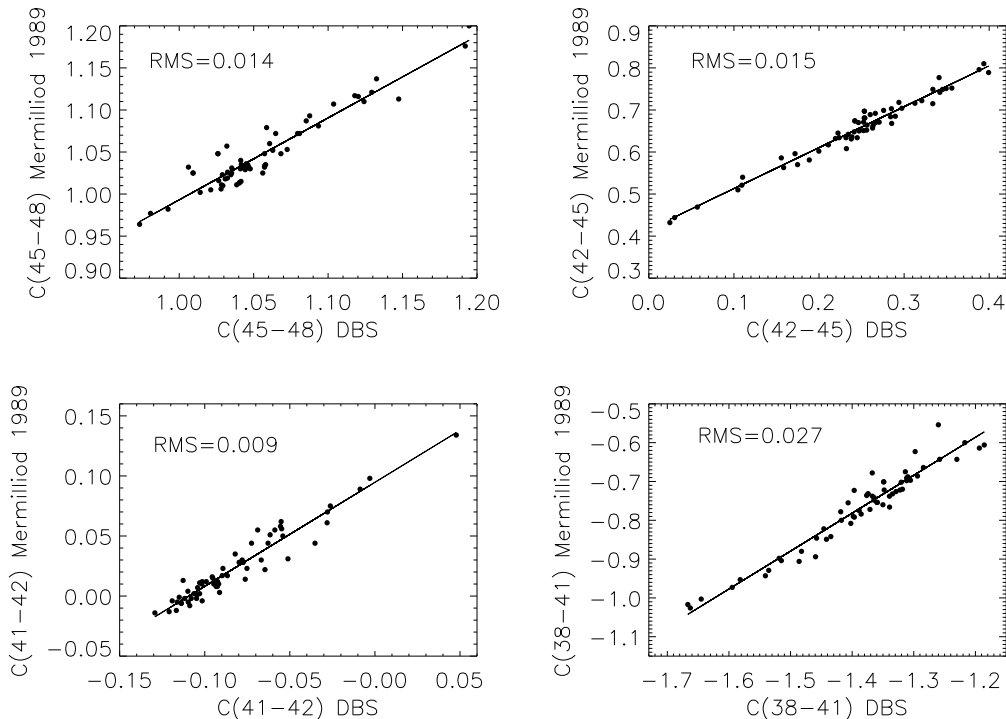 C(45−48) Mermilliod 1989
1.20
1.15
1.10
1.05
1.00
0.95
0.90
RMS=0.014
1.00 1.05 1.10 1.15 1.20
C(45−48) DBS
C(42−45) Mermilliod 1989
0.9
0.8
0.7
0.6
0.5
0.4
0.3
RMS=0.015
0.0 0.1 0.2 0.3 0.4
C(42−45) DBS
C(41−42) Mermilliod 1989
0.15
0.10
0.05
0.00
−0.05
RMS=0.009
−0.15 −0.10 −0.05 0.00 0.05
C(41−42) DBS
C(38−41) Mermilliod 1989
−0.5
−0.6
−0.7
−0.8
−0.9
−1.0
−1.1
RMS=0.027
−1.7 −1.6 −1.5 −1.4 −1.3 −1.2
C(38−41) DBS